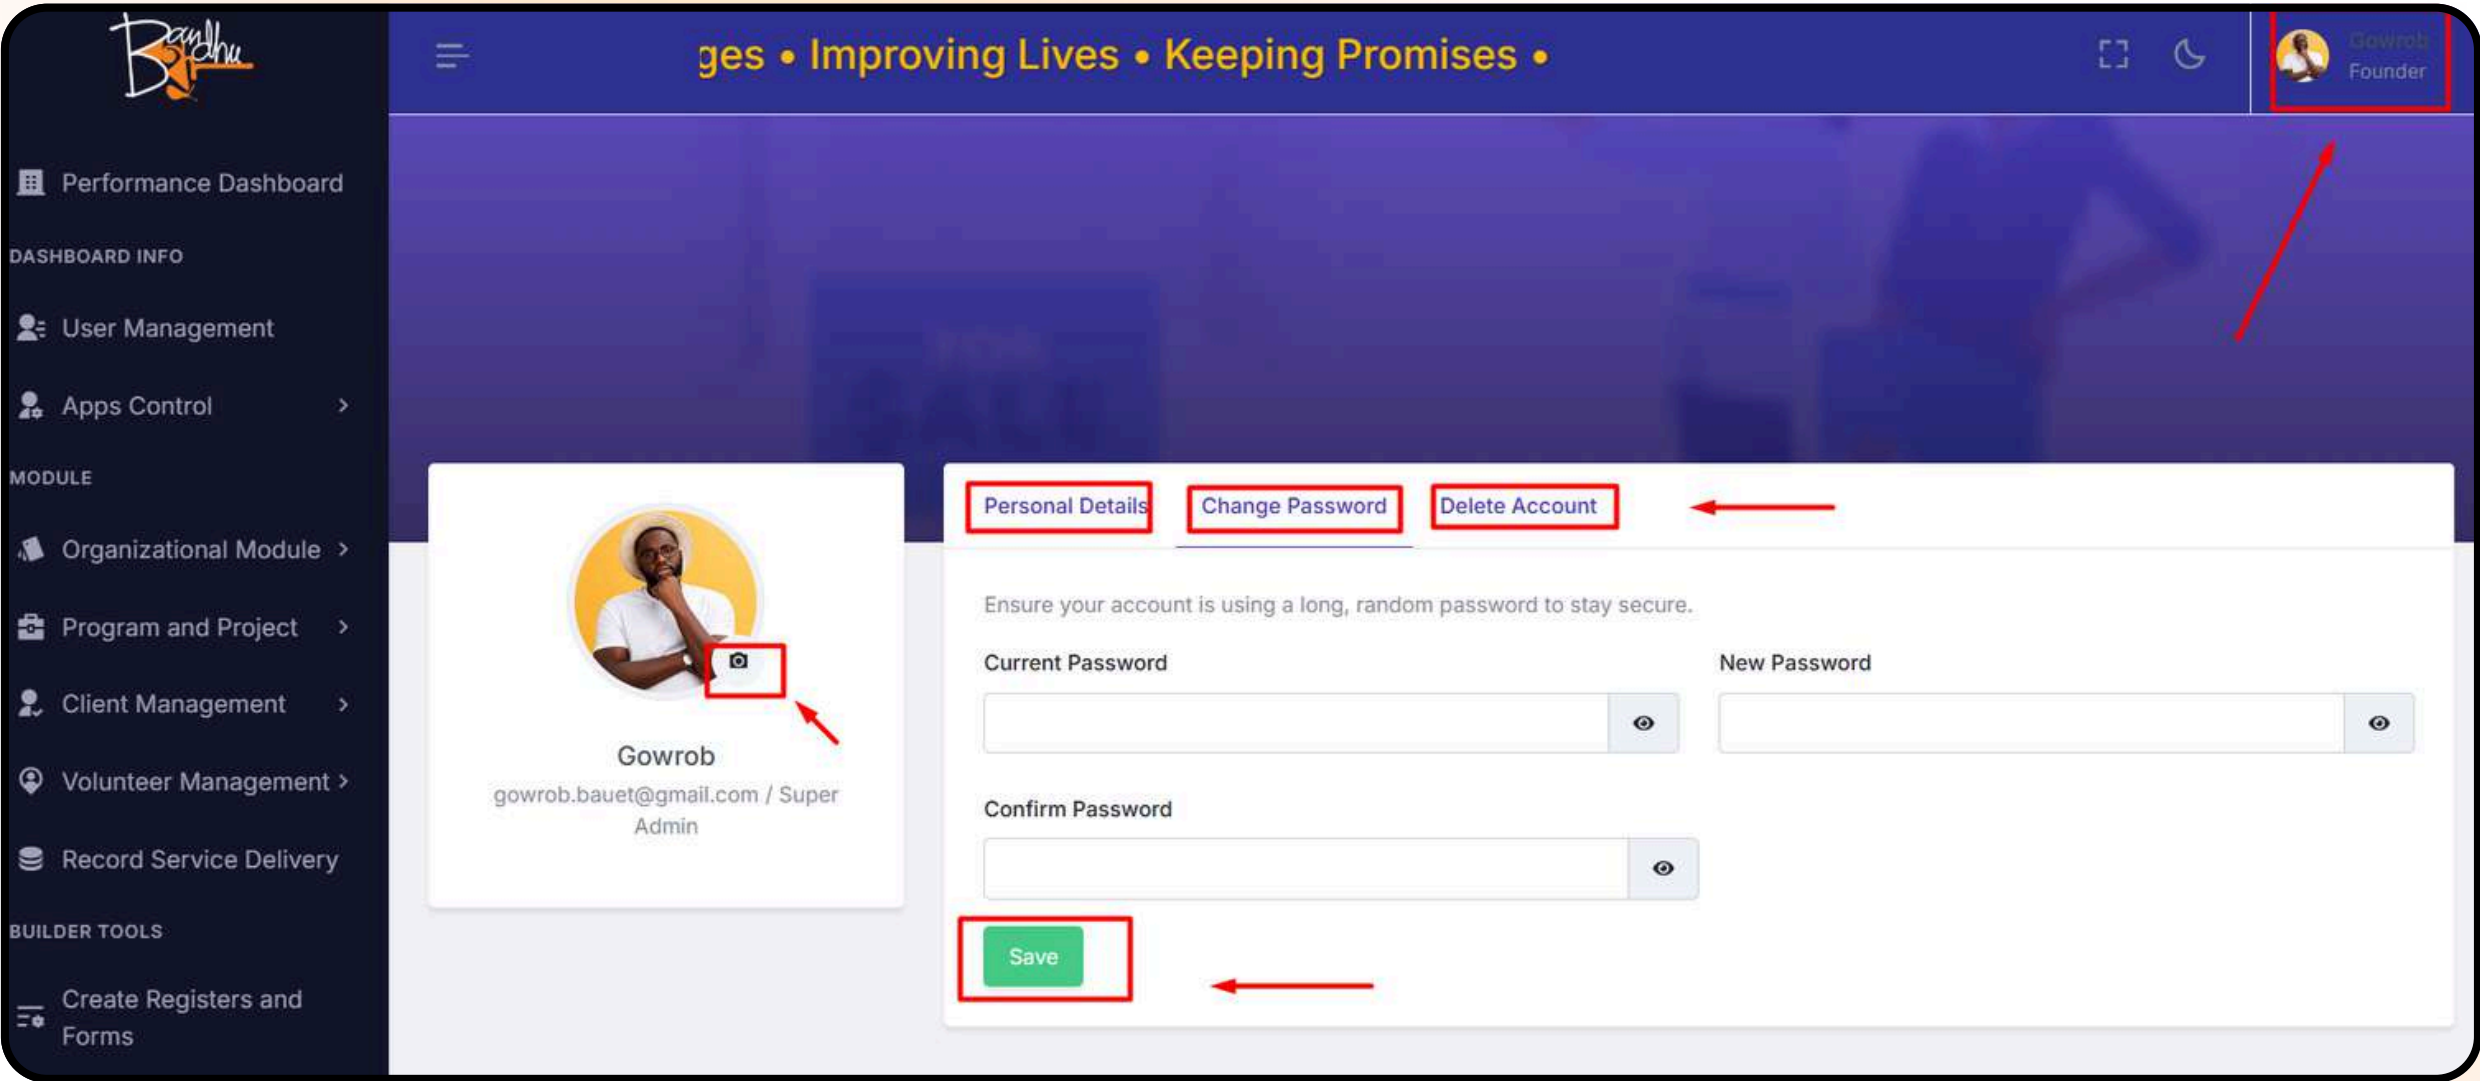 Bandhu
ges • Improving Lives • Keeping Promises •
Gowrob
Founder
Performance Dashboard
DASHBOARD INFO
User Management
Apps Control
MODULE
Organizational Module
Program and Project
Client Management
Volunteer Management
Record Service Delivery
BUILDER TOOLS
Create Registers and
Forms
FOR
SALE
Gowrob
gowrob.bauet@gmail.com / Super
Admin
Personal Details
Change Password
Delete Account
Ensure your account is using a long, random password to stay secure.
Current Password
New Password
Confirm Password
Save